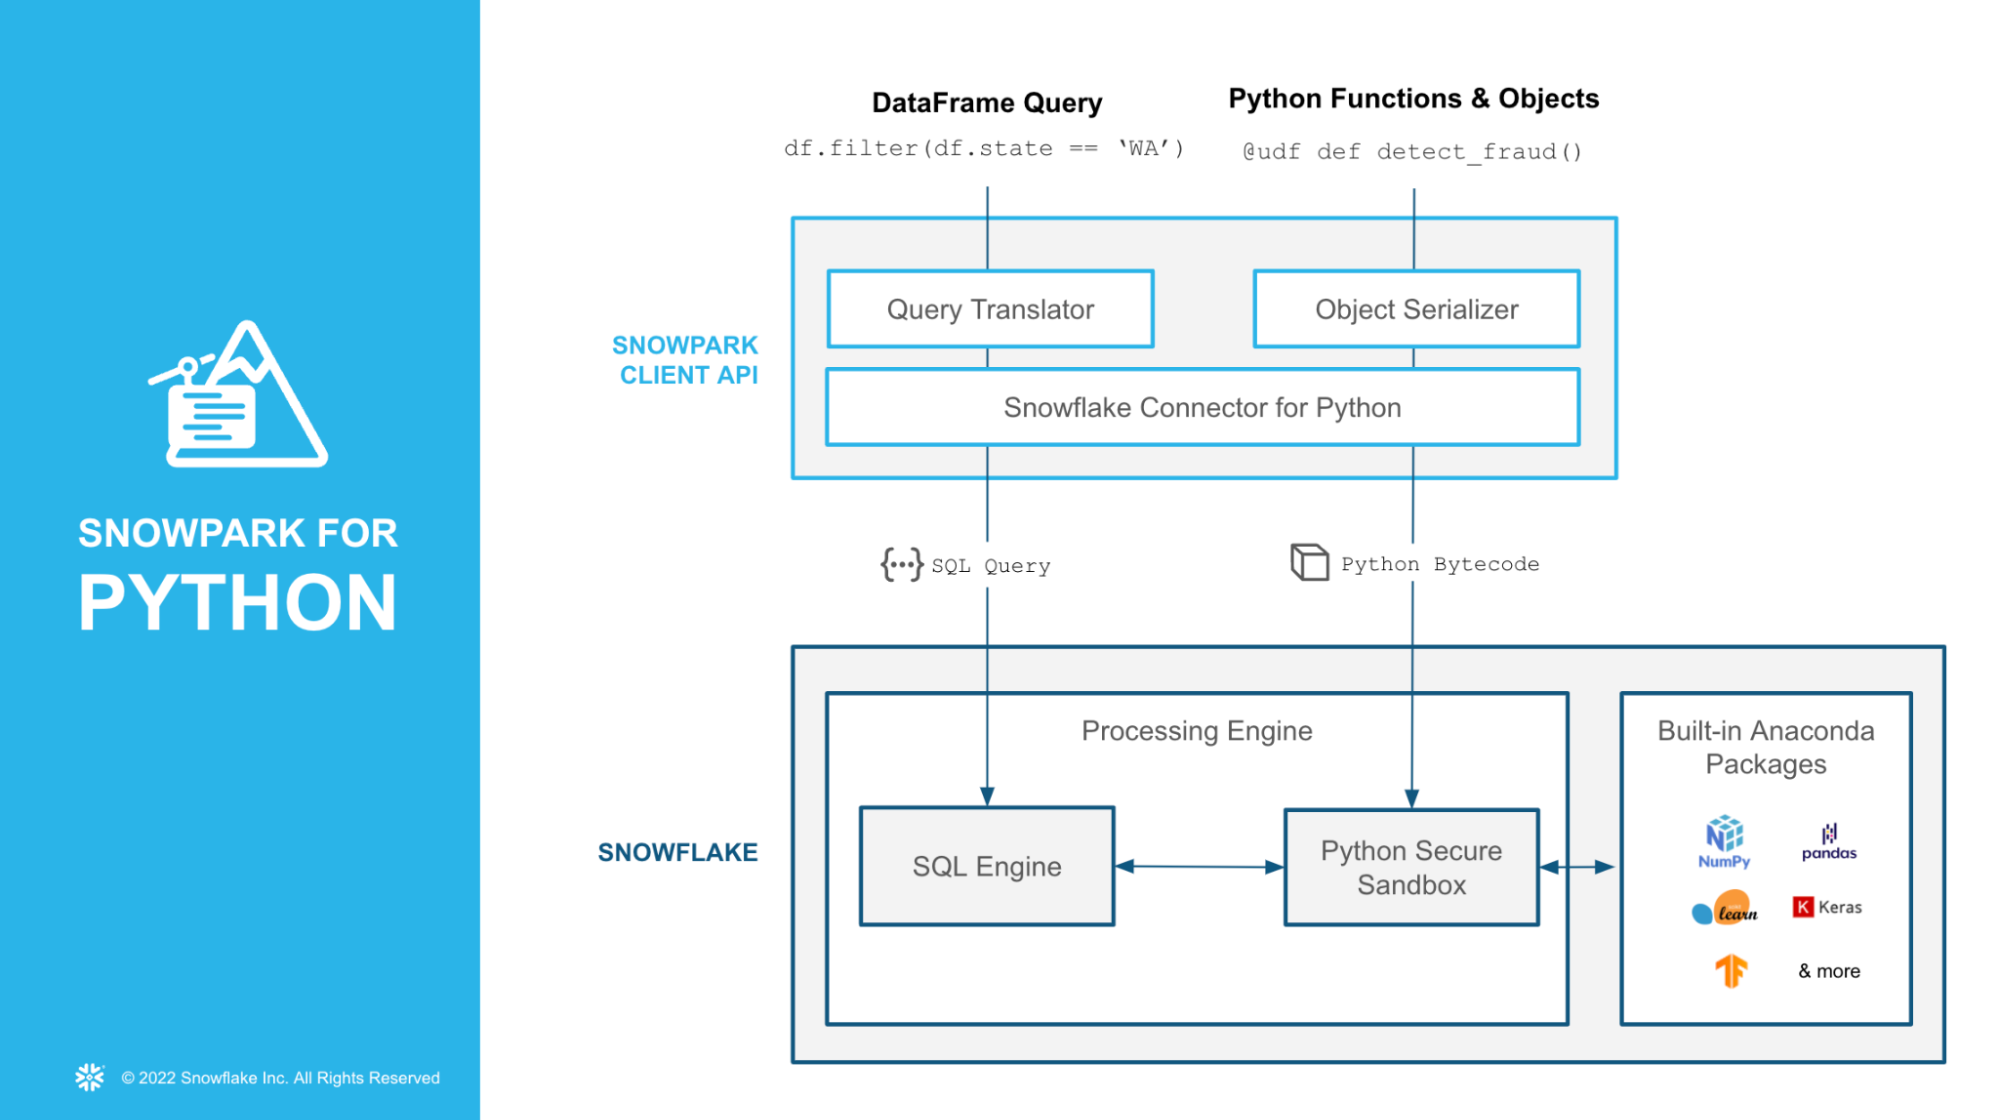 SNOWPARK FOR
PYTHON
© 2022 Snowflake Inc. All Rights Reserved
DataFrame Query
df.filter(df.state == ‘WA’)
Python Functions & Objects
@udf def detect_fraud()
SNOWPARK
CLIENT API
Query Translator
Object Serializer
Snowflake Connector for Python
{···} SQL Query
Python Bytecode
SNOWFLAKE
Processing Engine
SQL Engine
Python Secure
Sandbox
Built-in Anaconda
Packages
NumPy
pandas
learn
K Keras
& more